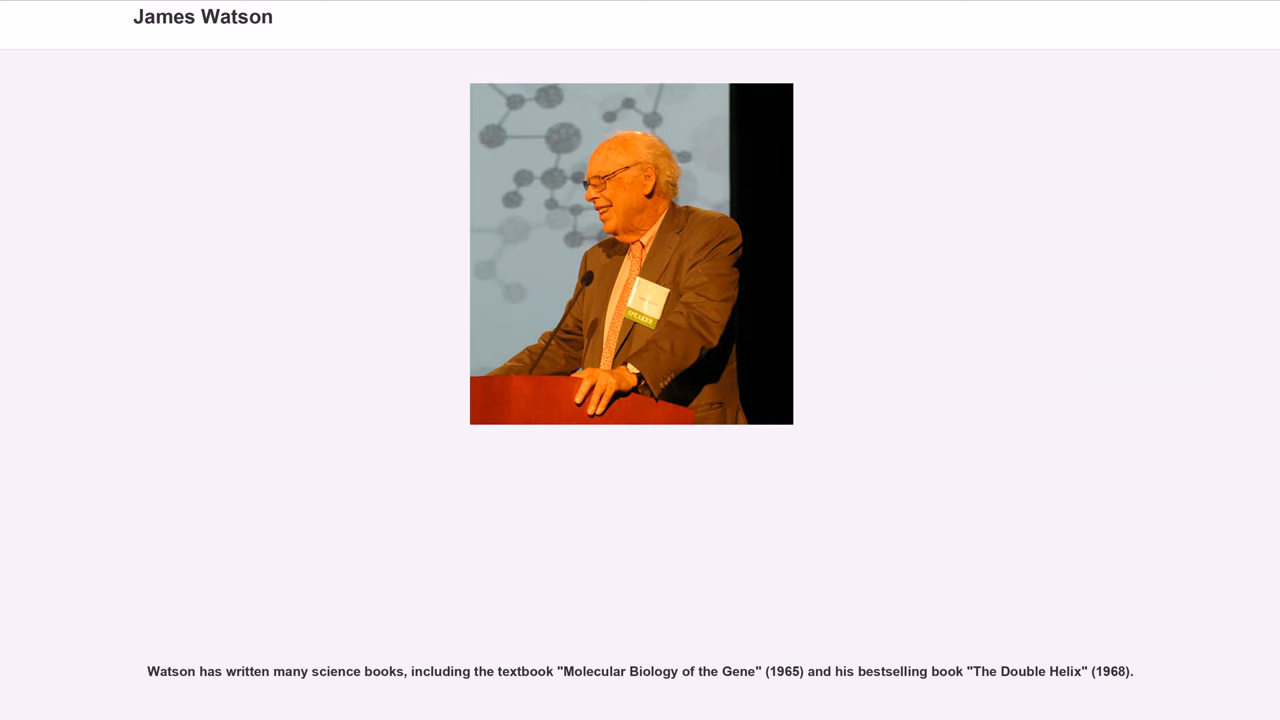 James Watson
SPEAKER
Watson has written many science books, including the textbook "Molecular Biology of the Gene" (1965) and his bestselling book "The Double Helix" (1968).